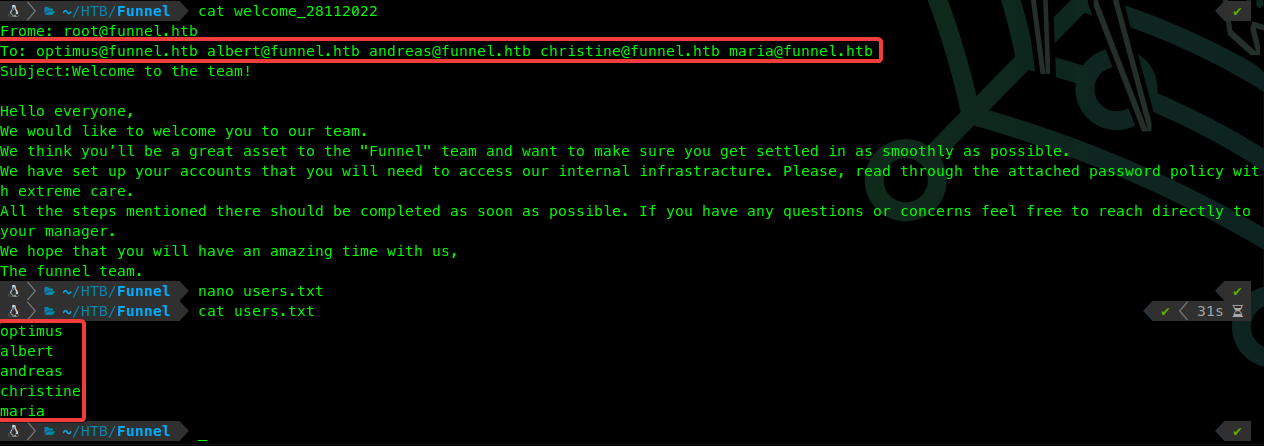 ~/HTB/Funnel cat welcome_28112022 ✔
Frome: root@funnel.htb
To: optimus@funnel.htb albert@funnel.htb andreas@funnel.htb christine@funnel.htb maria@funnel.htb
Subject:Welcome to the team!
Hello everyone,
We would like to welcome you to our team.
We think you’ll be a great asset to the "Funnel" team and want to make sure you get settled in as smoothly as possible.
We have set up your accounts that you will need to access our internal infrastracture. Please, read through the attached password policy wit
h extreme care.
All the steps mentioned there should be completed as soon as possible. If you have any questions or concerns feel free to reach directly to
your manager.
We hope that you will have an amazing time with us,
The funnel team.
~/HTB/Funnel nano users.txt ✔
~/HTB/Funnel cat users.txt ✔ 31s
optimus
albert
andreas
christine
maria
~/HTB/Funnel _ ✔